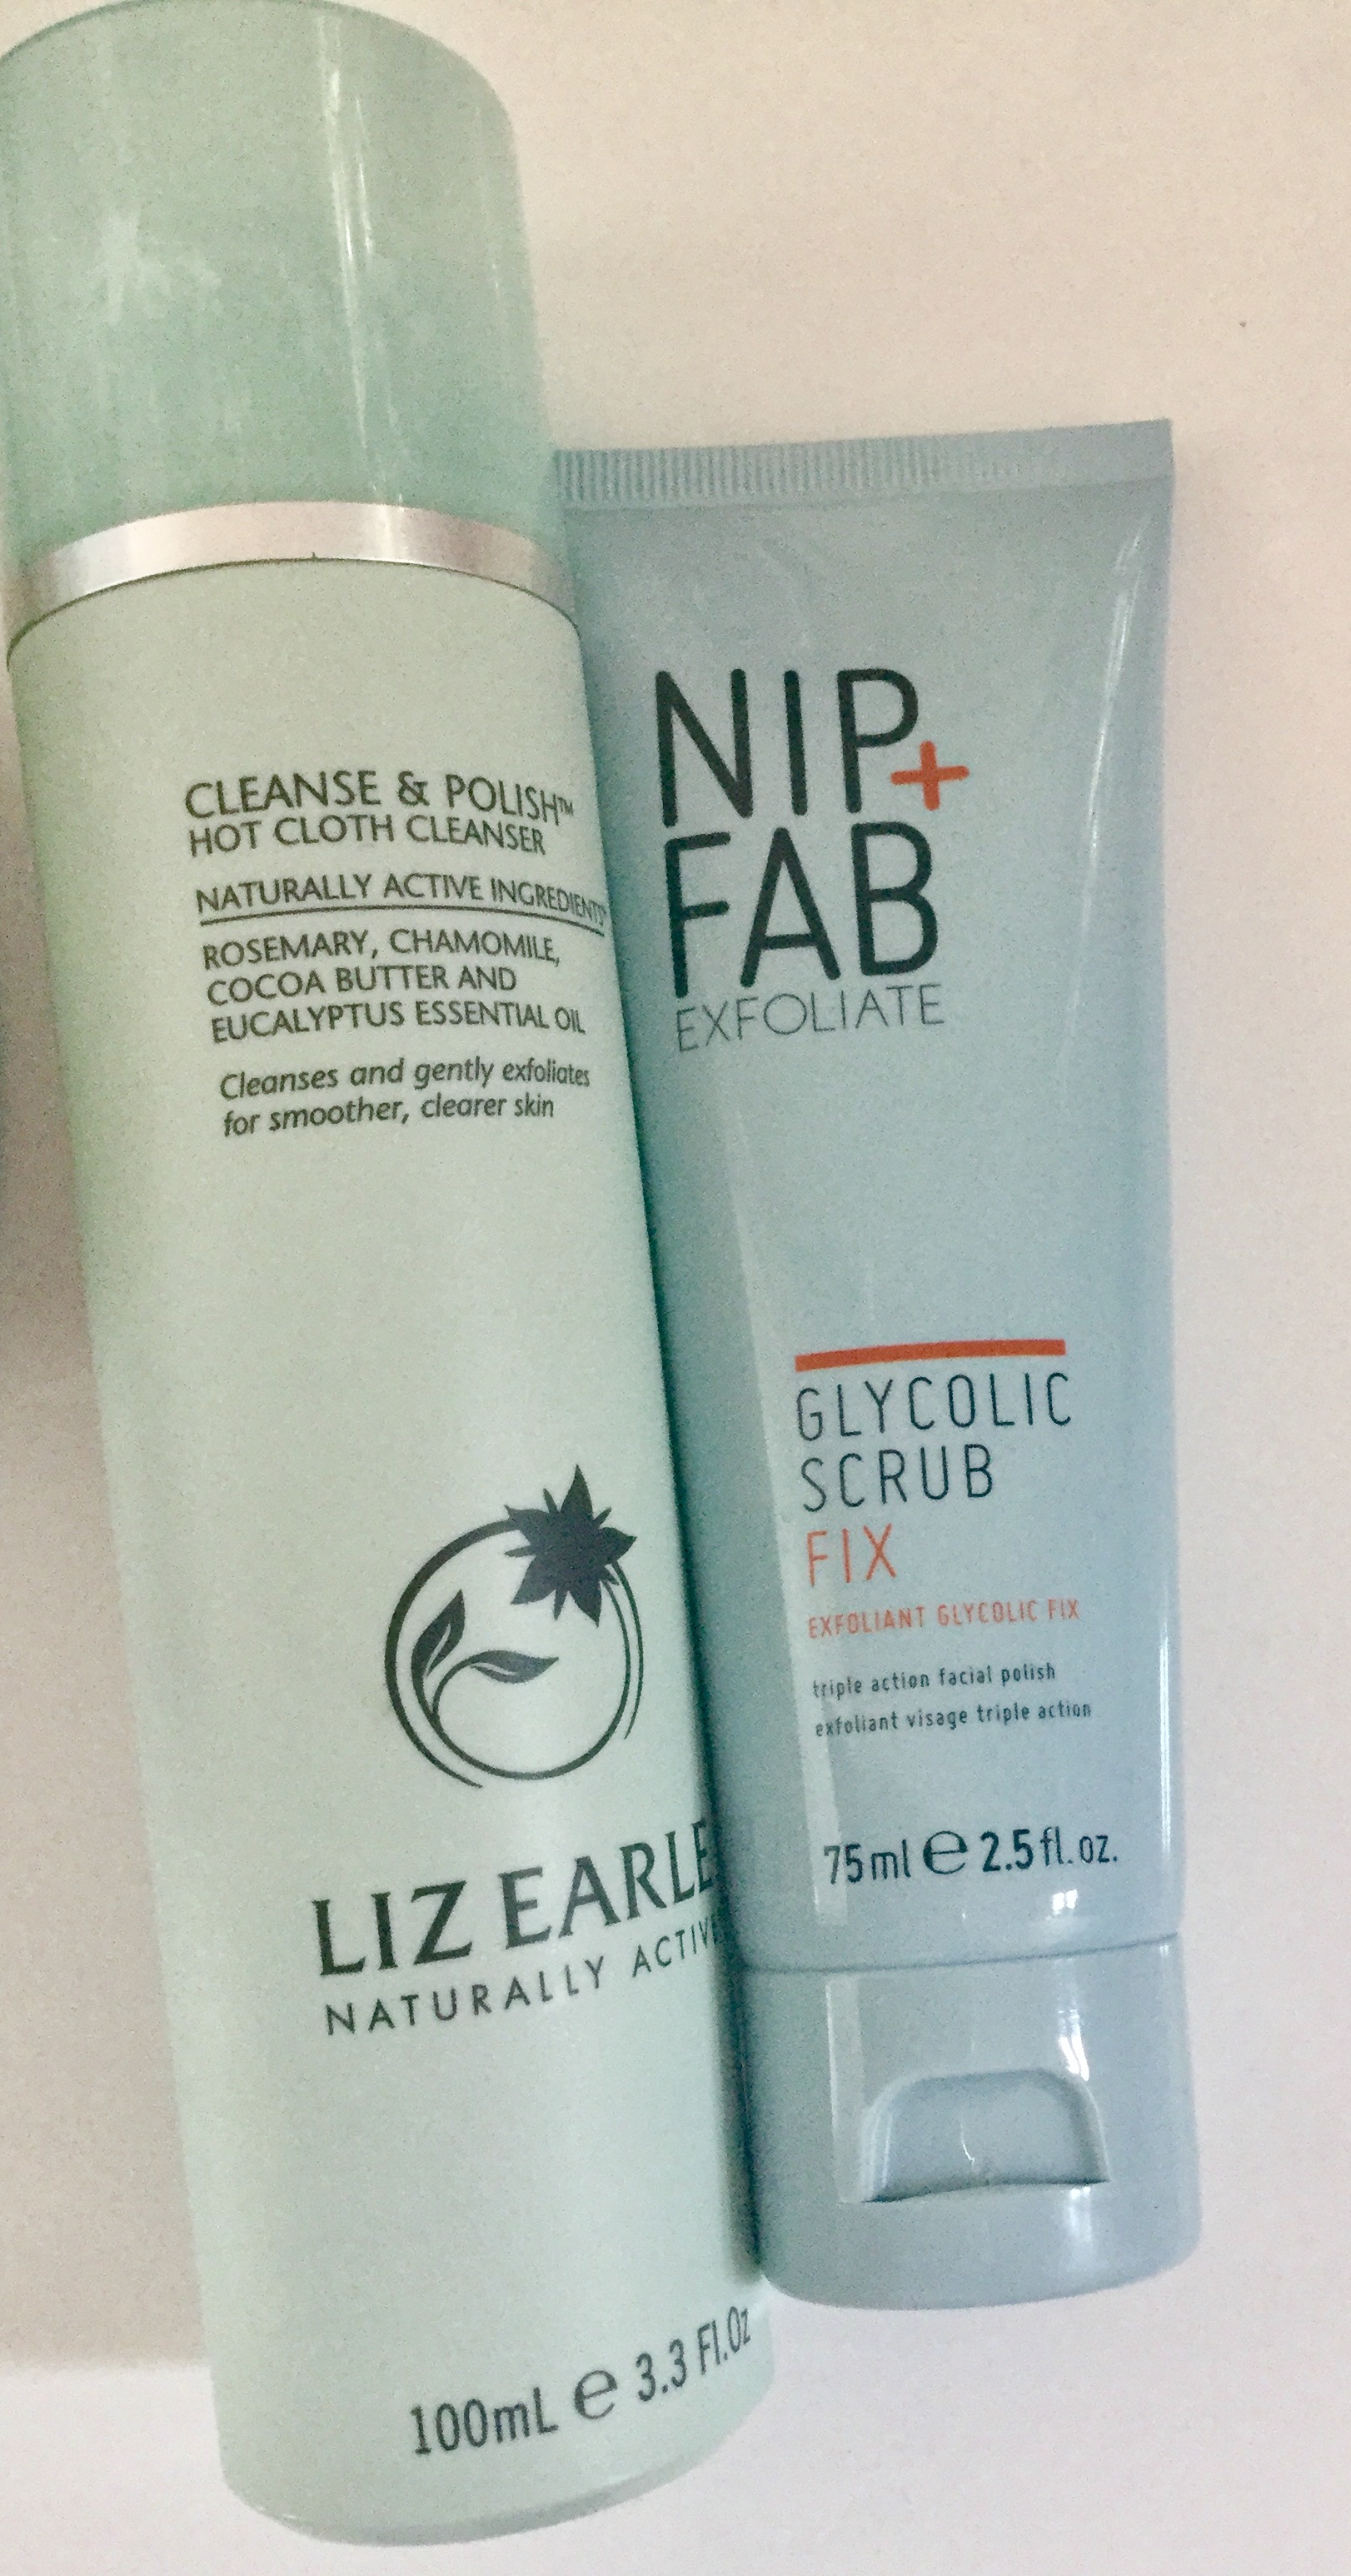 CLEANSE & POLISH™
HOT CLOTH CLEANSER
NATURALLY ACTIVE INGREDIENTS
ROSEMARY, CHAMOMILE,
COCOA BUTTER AND
EUCALYPTUS ESSENTIAL OIL
Cleanses and gently exfoliates
for smoother, clearer skin
LIZ EARLE
NATURALLY ACTIVE
100mL e 3.3 Fl.Oz
NIP+
FAB
EXFOLIATE
GLYCOLIC
SCRUB
FIX
EXFOLIANT GLYCOLIC FIX
triple action facial polish
exfoliant visage triple action
75ml e 2.5fl.oz.